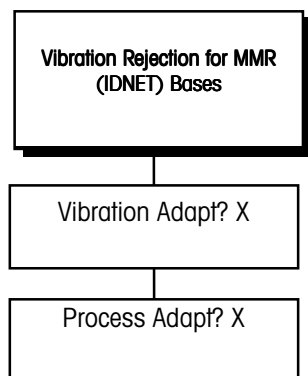 Vibration Rejection for MMR
(IDNET) Bases
Vibration Adapt? X
Process Adapt? X